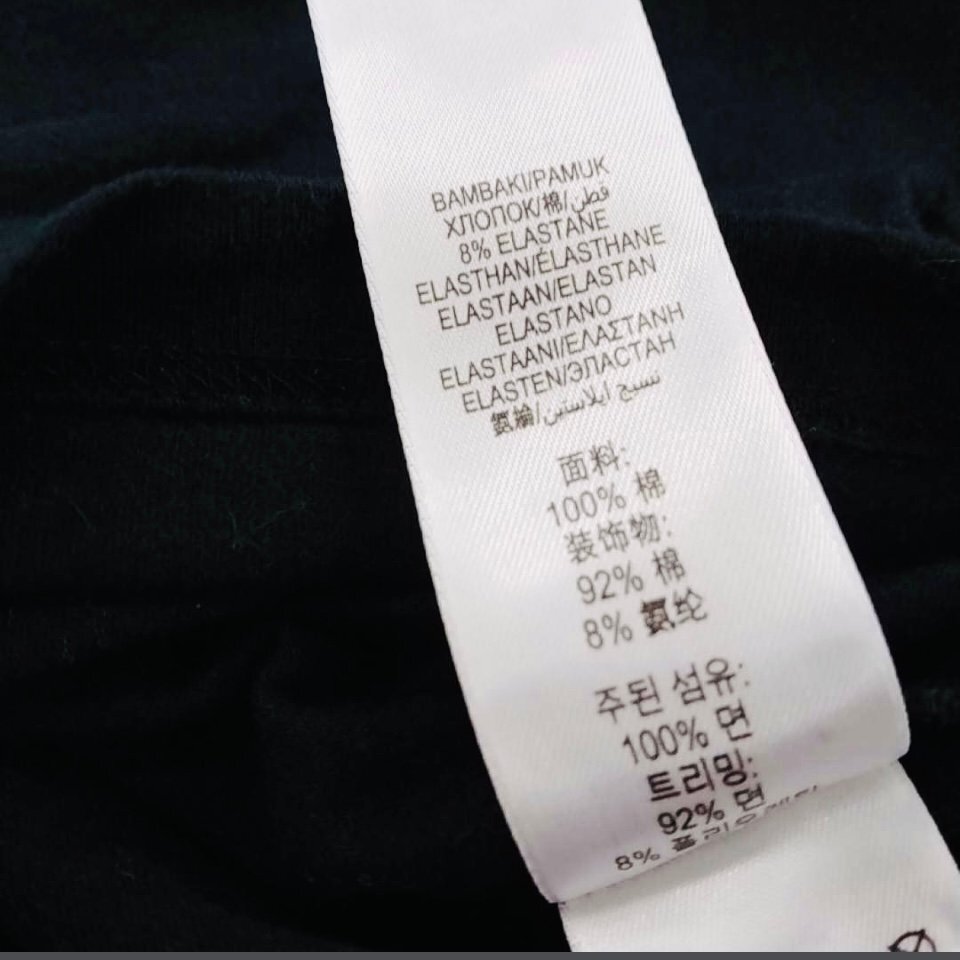 BAMBAKI/PAMUK
ХЛОПОК/棉/قطن
8% ELASTANE
ELASTHAN/ÉLASTHANE
ELASTAAN/ELASTAN
ELASTANO
ELASTAANI/ΕΛΑΣΤΑΝΗ
ELASTEN/ЭЛАСТАН
氨綸/نسيج ايلاستين
面料:
100% 棉
装饰物:
92% 棉
8% 氨纶
주된 섬유:
100% 면
트리밍:
92% 면
8%